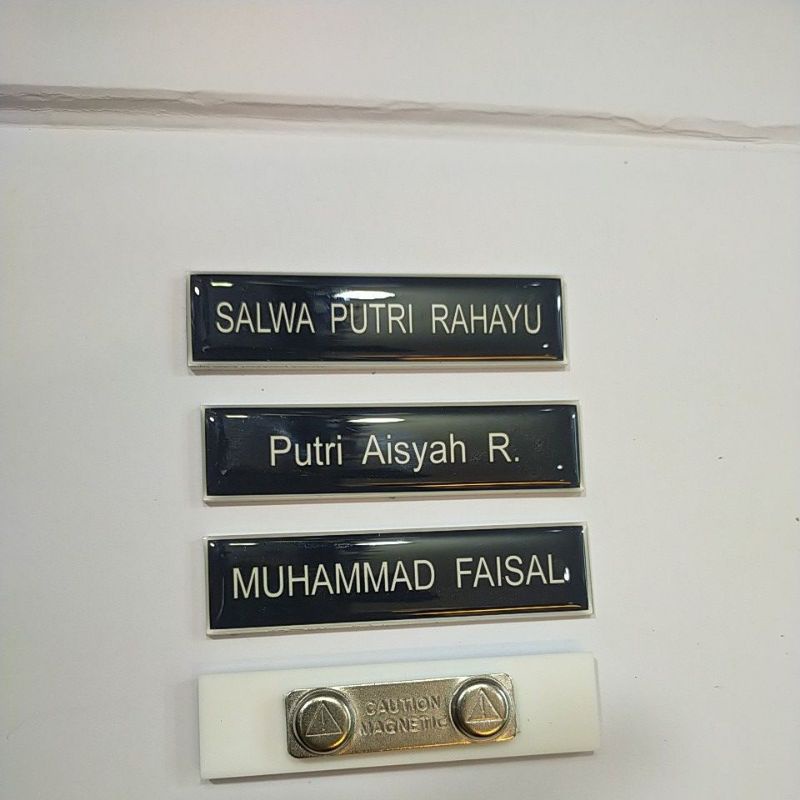 SALWA PUTRI RAHAYU
Putri Aisyah R.
MUHAMMAD FAISAL
CAUTION
MAGNETIC